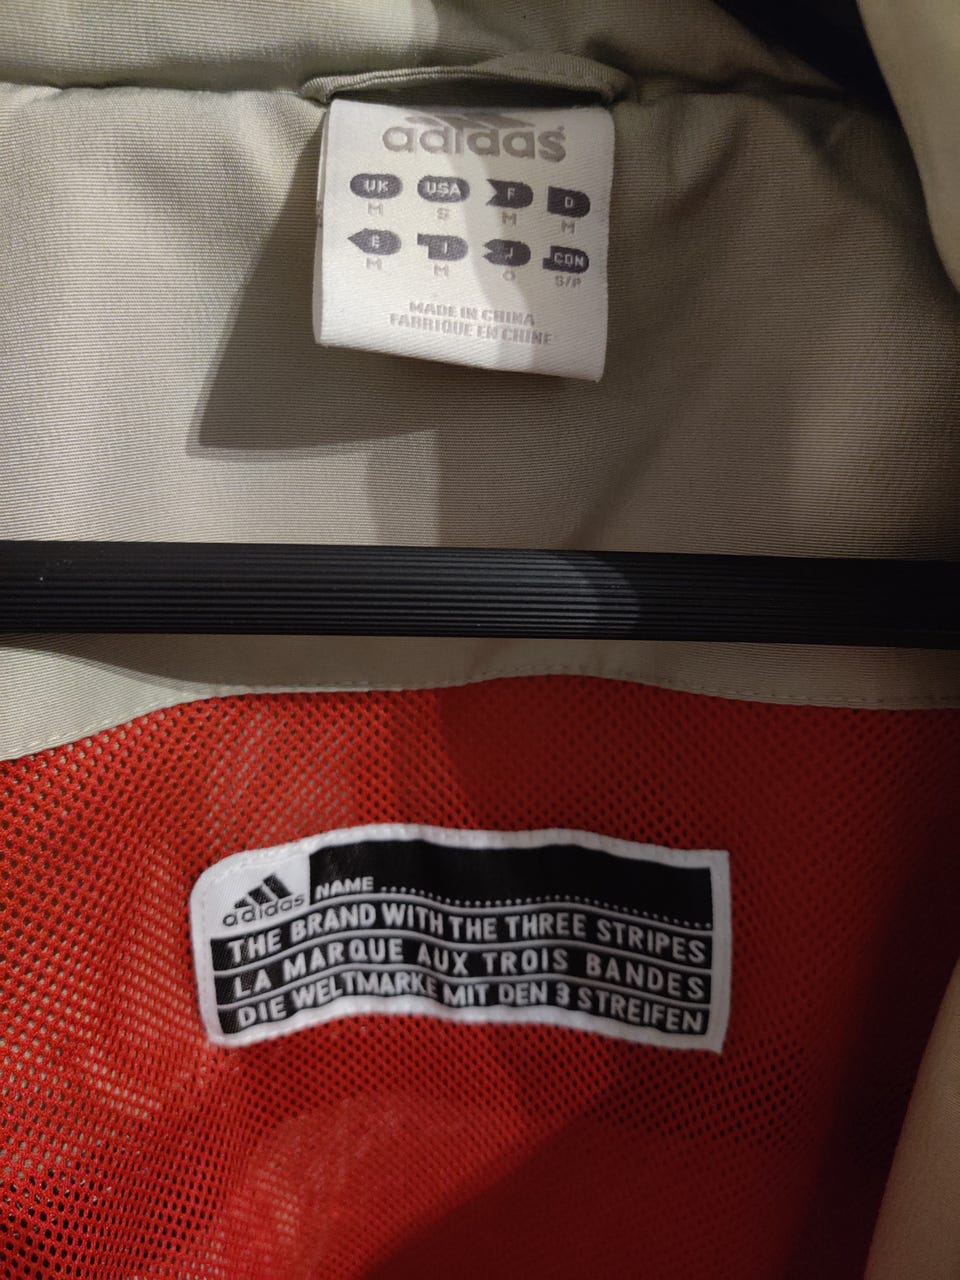 adidas
UK USA F D
M S M M
E I J CDN
M M O S/P
MADE IN CHINA
FABRIQUE EN CHINE
adidas NAME
THE BRAND WITH THE THREE STRIPES
LA MARQUE AUX TROIS BANDES
DIE WELTMARKE MIT DEN 3 STREIFEN